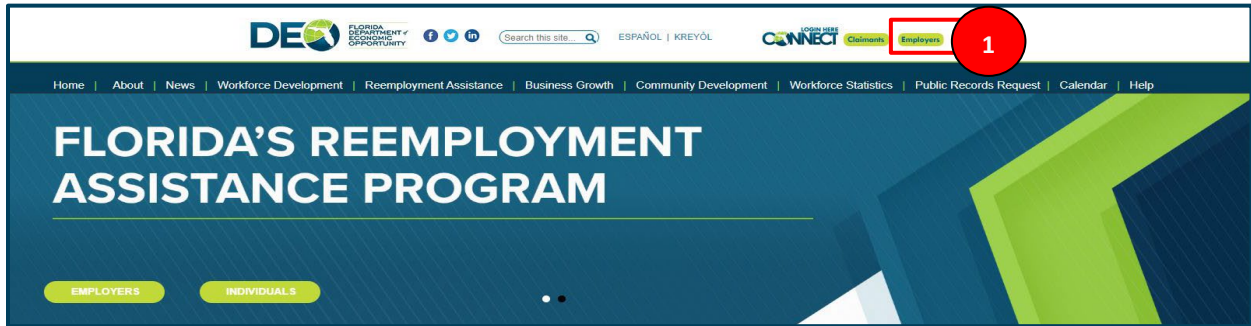 DEO FLORIDA
DEPARTMENT of
ECONOMIC
OPPORTUNITY
Search this site...
ESPAÑOL | KREYÒL
LOGIN HERE
CONNECT
Claimants
Employers
1
Home | About | News | Workforce Development | Reemployment Assistance | Business Growth | Community Development | Workforce Statistics | Public Records Request | Calendar | Help
FLORIDA'S REEMPLOYMENT
ASSISTANCE PROGRAM
EMPLOYERS
INDIVIDUALS